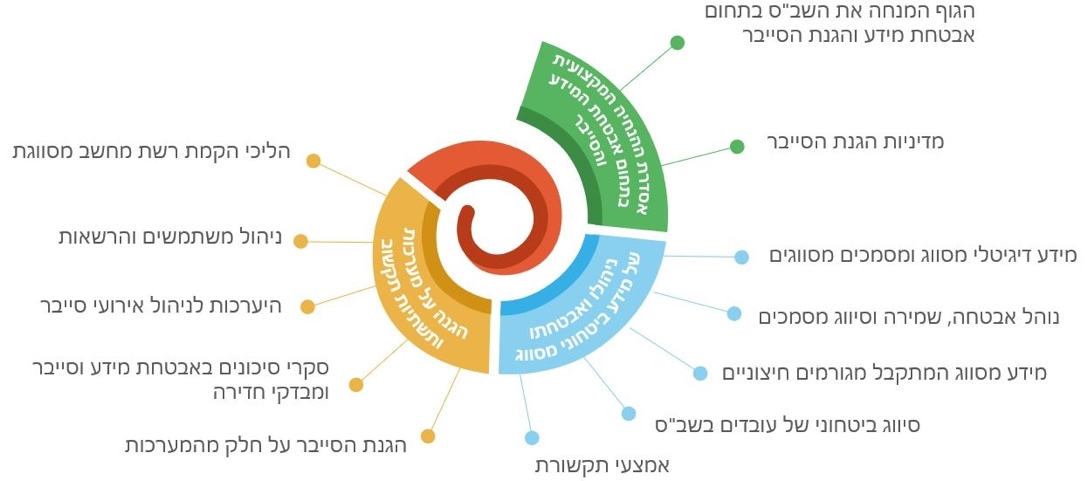 הגוף המנחה את השב"ס בתחום
אבטחת מידע והגנת הסייבר
מדיניות הגנת הסייבר
אסדרת ההנחיה המקצועית
בתחום אבטחת המידע
והסייבר
מידע דיגיטלי מסווג ומסמכים מסווגים
נוהל אבטחה, שמירה וסיווג מסמכים
מידע מסווג המתקבל מגורמים חיצוניים
סיווג ביטחוני של עובדים בשב"ס
אמצעי תקשורת
ניהולו ואבטחתו
של מידע ביטחוני מסווג
הגנה על מערכות
ותשתיות תקשוב
הליכי הקמת רשת מחשב מסווגת
ניהול משתמשים והרשאות
היערכות לניהול אירועי סייבר
סקרי סיכונים באבטחת מידע וסייבר
ומבדקי חדירה
הגנת הסייבר על חלק מהמערכות